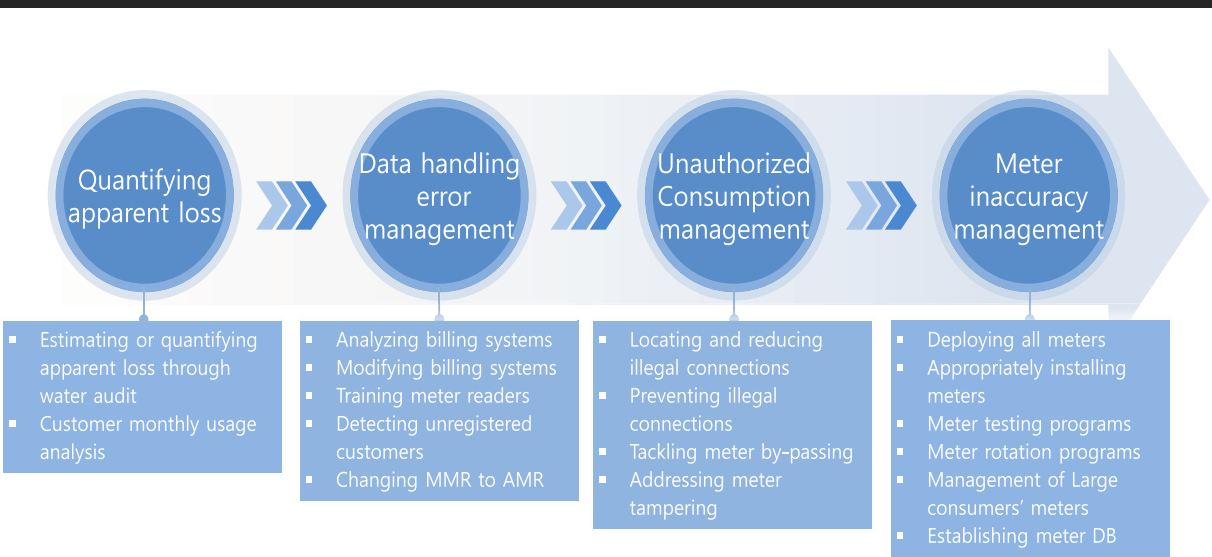 Quantifying
apparent loss
Data handling
error
management
Unauthorized
Consumption
management
Meter
inaccuracy
management
Estimating or quantifying
apparent loss through
water audit
Customer monthly usage
analysis
Analyzing billing systems
Modifying billing systems
Training meter readers
Detecting unregistered
customers
Changing MMR to AMR
Locating and reducing
illegal connections
Preventing illegal
connections
Tackling meter by-passing
Addressing meter
tampering
Deploying all meters
Appropriately installing
meters
Meter testing programs
Meter rotation programs
Management of Large
consumers’ meters
Establishing meter DB